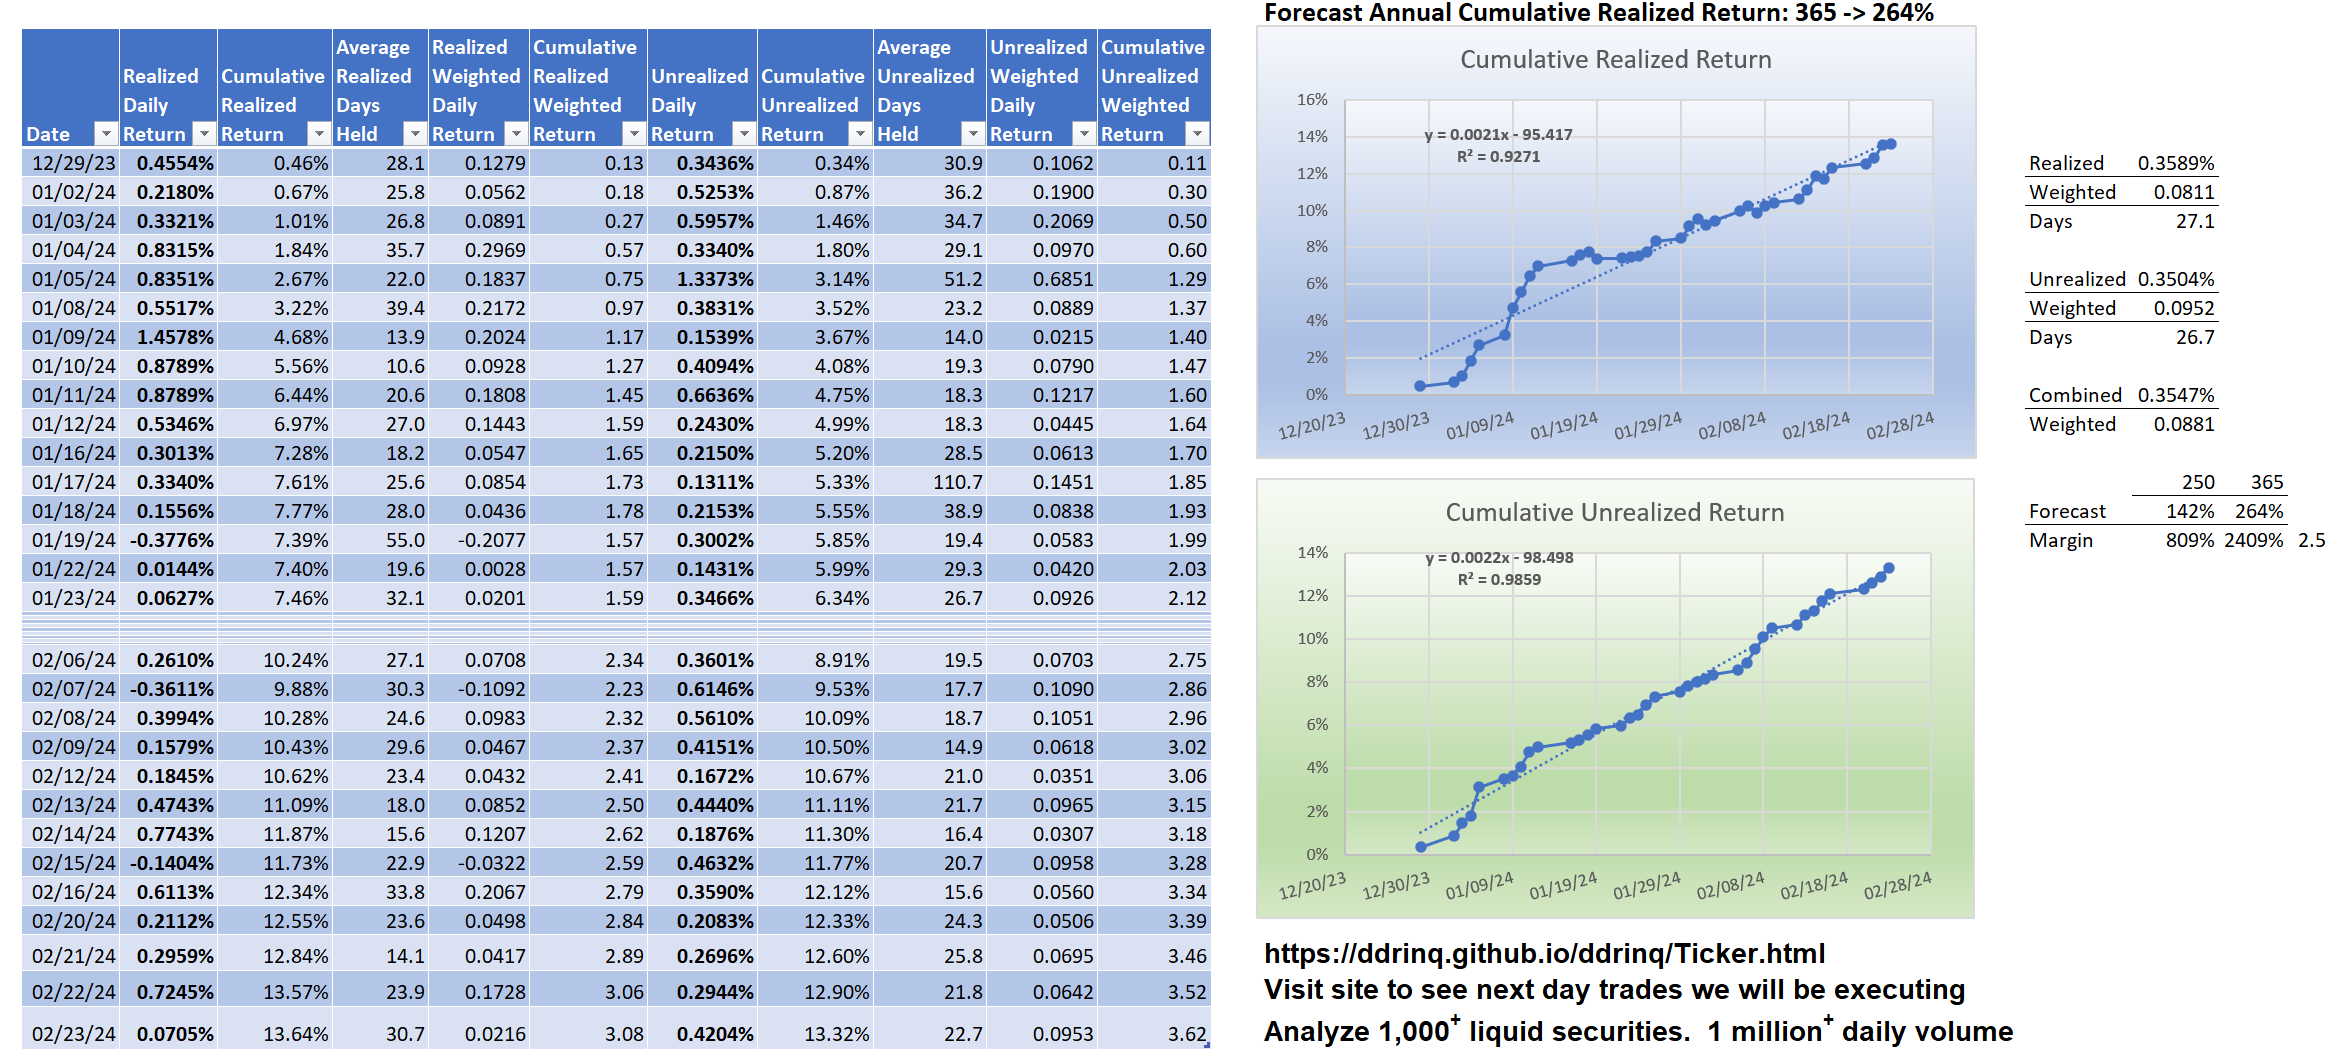 Forecast Annual Cumulative Realized Return: 365 -> 264%
Date Realized Daily Return Cumulative Realized Return Average Realized Days Held Realized Weighted Daily Return Cumulative Realized Weighted Return Unrealized Daily Return Cumulative Unrealized Return Average Unrealized Days Held Unrealized Weighted Daily Return Cumulative Unrealized Weighted Return
12/29/23 0.4554% 0.46% 28.1 0.1279 0.13 0.3436% 0.34% 30.9 0.1062 0.11
01/02/24 0.2180% 0.67% 25.8 0.0562 0.18 0.5253% 0.87% 36.2 0.1900 0.30
01/03/24 0.3321% 1.01% 26.8 0.0891 0.27 0.5957% 1.46% 34.7 0.2069 0.50
01/04/24 0.8315% 1.84% 35.7 0.2969 0.57 0.3340% 1.80% 29.1 0.0970 0.60
01/05/24 0.8351% 2.67% 22.0 0.1837 0.75 1.3373% 3.14% 51.2 0.6851 1.29
01/08/24 0.5517% 3.22% 39.4 0.2172 0.97 0.3831% 3.52% 23.2 0.0889 1.37
01/09/24 1.4578% 4.68% 13.9 0.2024 1.17 0.1539% 3.67% 14.0 0.0215 1.40
01/10/24 0.8789% 5.56% 10.6 0.0928 1.27 0.4094% 4.08% 19.3 0.0790 1.47
01/11/24 0.8789% 6.44% 20.6 0.1808 1.45 0.6636% 4.75% 18.3 0.1217 1.60
01/12/24 0.5346% 6.97% 27.0 0.1443 1.59 0.2430% 4.99% 18.3 0.0445 1.64
01/16/24 0.3013% 7.28% 18.2 0.0547 1.65 0.2150% 5.20% 28.5 0.0613 1.70
01/17/24 0.3340% 7.61% 25.6 0.0854 1.73 0.1311% 5.33% 110.7 0.1451 1.85
01/18/24 0.1556% 7.77% 28.0 0.0436 1.78 0.2153% 5.55% 38.9 0.0838 1.93
01/19/24 -0.3776% 7.39% 55.0 -0.2077 1.57 0.3002% 5.85% 19.4 0.0583 1.99
01/22/24 0.0144% 7.40% 19.6 0.0028 1.57 0.1431% 5.99% 29.3 0.0420 2.03
01/23/24 0.0627% 7.46% 32.1 0.0201 1.59 0.3466% 6.34% 26.7 0.0926 2.12
02/06/24 0.2610% 10.24% 27.1 0.0708 2.34 0.3601% 8.91% 19.5 0.0703 2.75
02/07/24 -0.3611% 9.88% 30.3 -0.1092 2.23 0.6146% 9.53% 17.7 0.1090 2.86
02/08/24 0.3994% 10.28% 24.6 0.0983 2.32 0.5610% 10.09% 18.7 0.1051 2.96
02/09/24 0.1579% 10.43% 29.6 0.0467 2.37 0.4151% 10.50% 14.9 0.0618 3.02
02/12/24 0.1845% 10.62% 23.4 0.0432 2.41 0.1672% 10.67% 21.0 0.0351 3.06
02/13/24 0.4743% 11.09% 18.0 0.0852 2.50 0.4440% 11.11% 21.7 0.0965 3.15
02/14/24 0.7743% 11.87% 15.6 0.1207 2.62 0.1876% 11.30% 16.4 0.0307 3.18
02/15/24 -0.1404% 11.73% 22.9 -0.0322 2.59 0.4632% 11.77% 20.7 0.0958 3.28
02/16/24 0.6113% 12.34% 33.8 0.2067 2.79 0.3590% 12.12% 15.6 0.0560 3.34
02/20/24 0.2112% 12.55% 23.6 0.0498 2.84 0.2083% 12.33% 24.3 0.0506 3.39
02/21/24 0.2959% 12.84% 14.1 0.0417 2.89 0.2696% 12.60% 25.8 0.0695 3.46
02/22/24 0.7245% 13.57% 23.9 0.1728 3.06 0.2944% 12.90% 21.8 0.0642 3.52
02/23/24 0.0705% 13.64% 30.7 0.0216 3.08 0.4204% 13.32% 22.7 0.0953 3.62
Cumulative Realized Return
16%
14%
12%
10%
8%
6%
4%
2%
0%
y = 0.0021x - 95.417
R² = 0.9271
12/20/23 12/30/23 01/09/24 01/19/24 01/29/24 02/08/24 02/18/24 02/28/24
Cumulative Unrealized Return
14%
12%
10%
8%
6%
4%
2%
0%
y = 0.0022x - 98.498
R² = 0.9859
12/20/23 12/30/23 01/09/24 01/19/24 01/29/24 02/08/24 02/18/24 02/28/24
Realized 0.3589%
Weighted 0.0811
Days 27.1
Unrealized 0.3504%
Weighted 0.0952
Days 26.7
Combined 0.3547%
Weighted 0.0881
250 365
Forecast 142% 264%
Margin 809% 2409% 2.5
https://ddrinq.github.io/ddrinq/Ticker.html
Visit site to see next day trades we will be executing
Analyze 1,000+ liquid securities. 1 million+ daily volume